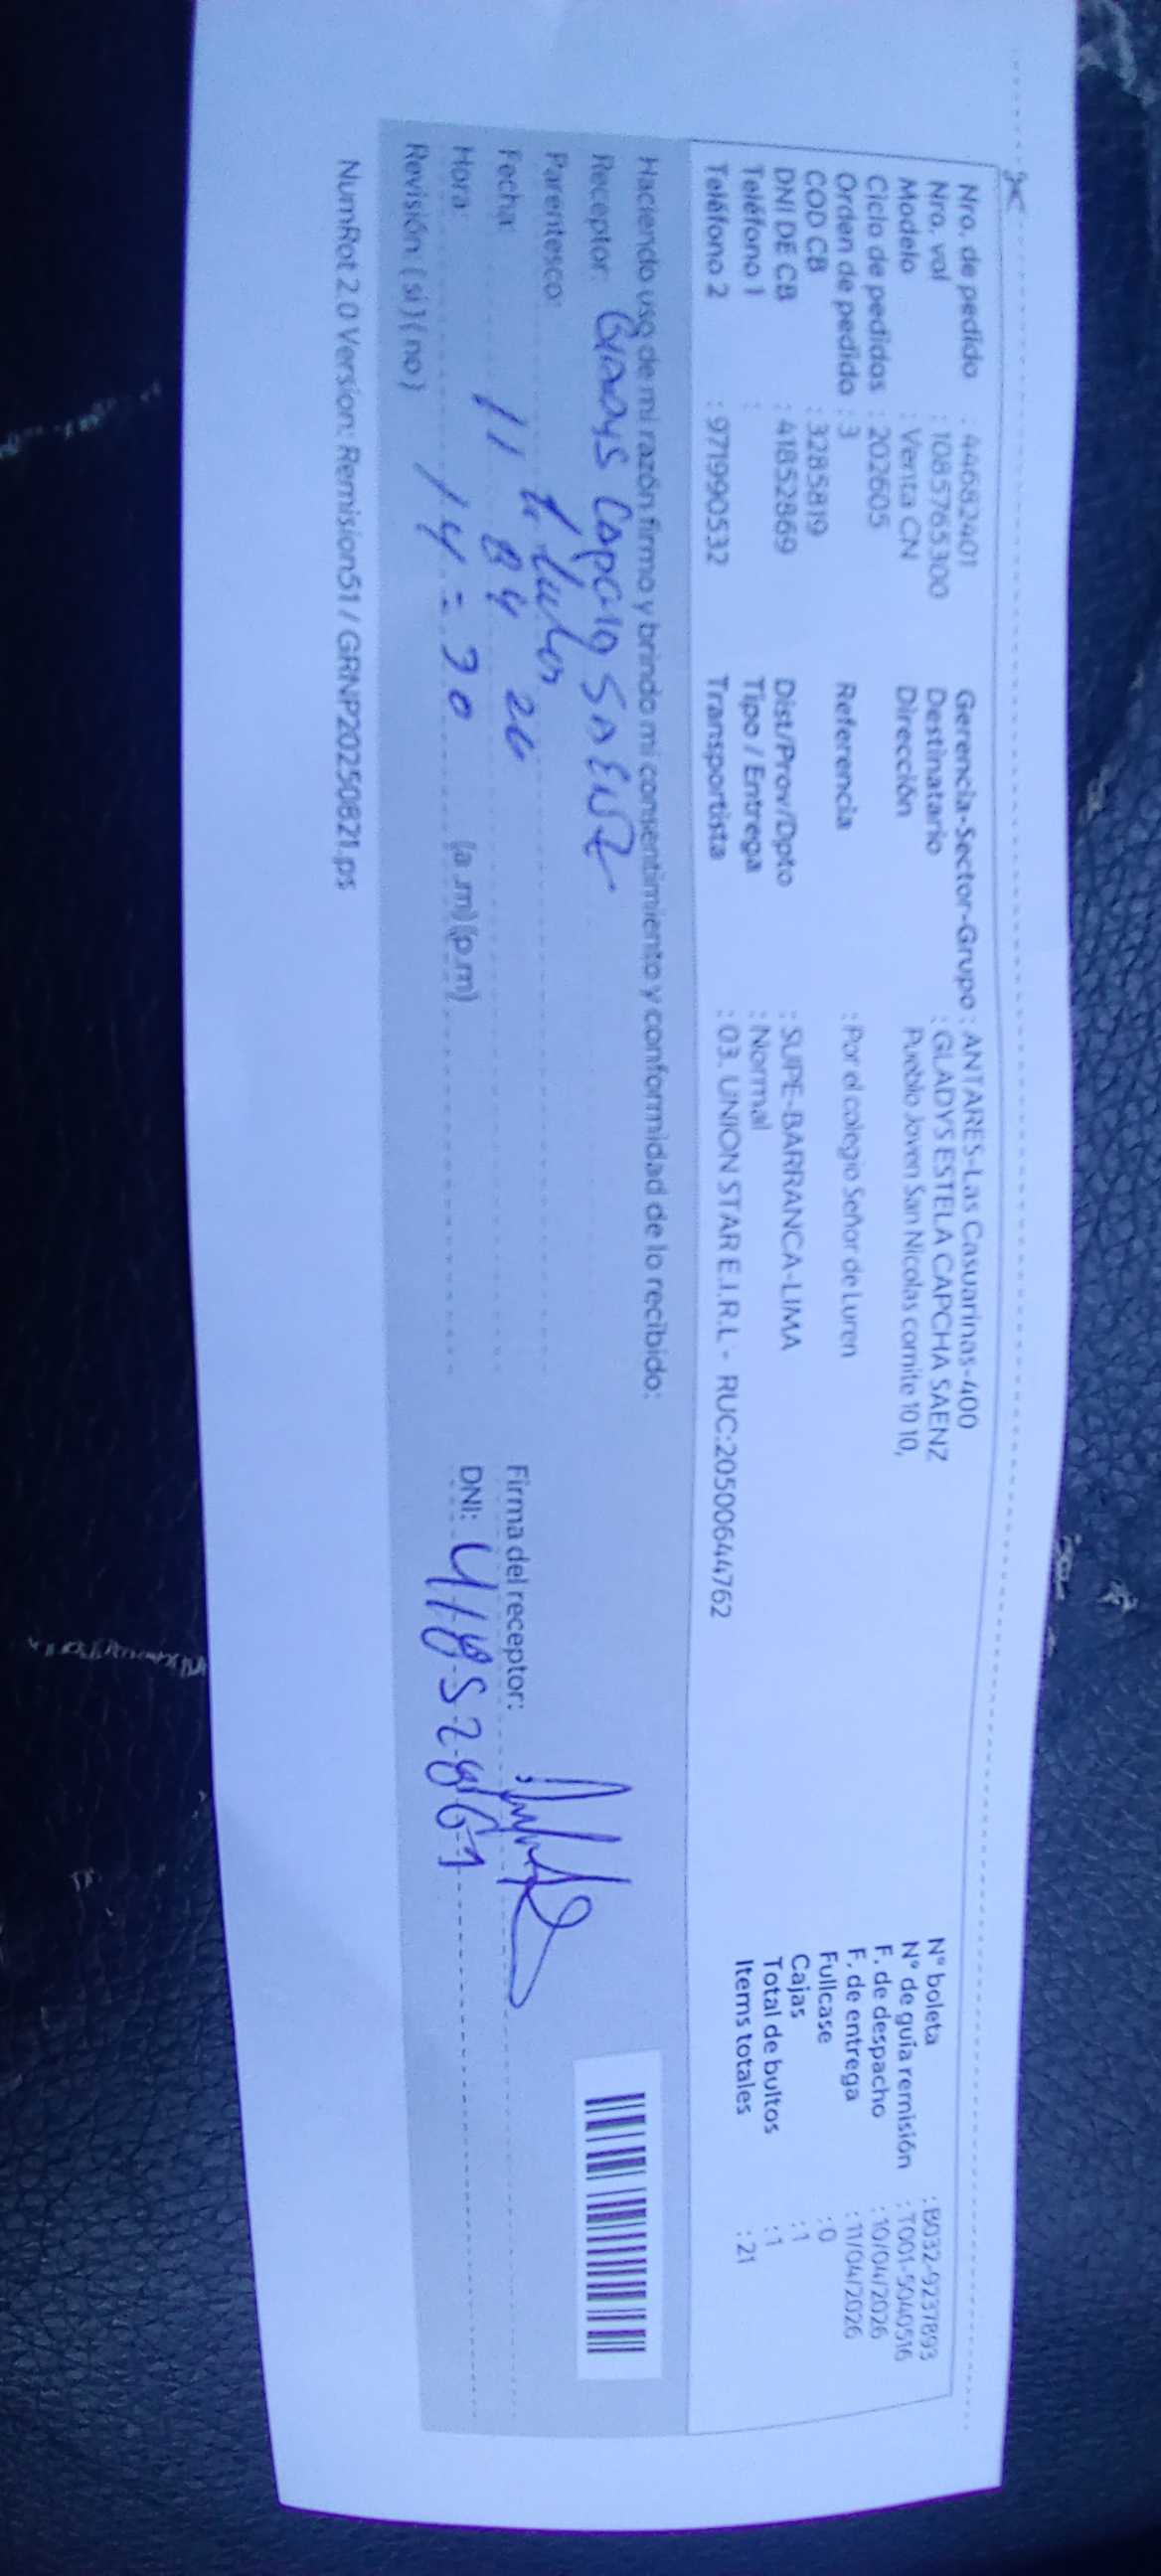 Nro. de pedido : 44682401
Nro. val : 1085765300
Modelo : Venta CN
Ciclo de pedidos : 202605
Orden de pedido : 3
COD CB : 3285819
DNI DE CB : 41852869
Teléfono 1 :
Teléfono 2 : 971990532
Gerencia-Sector-Grupo : ANTARES-Las Casuarinas-400
Destinatario : GLADYS ESTELA CAPCHA SAENZ
Dirección Pueblo Joven San Nicolas comite 10 10,
Referencia : Por el colegio Señor de Luren
Dist/Prov/Dpto : SUPE-BARRANCA-LIMA
Tipo / Entrega : Normal
Transportista : 03. UNION STAR E.I.R.L - RUC:20500644762
N° boleta : B032-9237893
N° de guía remisión : T001-5040516
F. de despacho : 10/04/2026
F. de entrega : 11/04/2026
Fullcase : 0
Cajas : 1
Total de bultos : 1
Items totales : 21
Haciendo uso de mi razón firmo y brindo mi consentimiento y conformidad de lo recibido:
Receptor: Gladys Capcha SAENZ
Parentesco:
Fecha: 11 04 26
Hora: 14 = 30 (a.m)(p.m)
Revisión: (si) (no)
Firma del receptor:
DNI: 41852869
NumRot 2.0 Version: Remision51 / GRNP20250821.ps